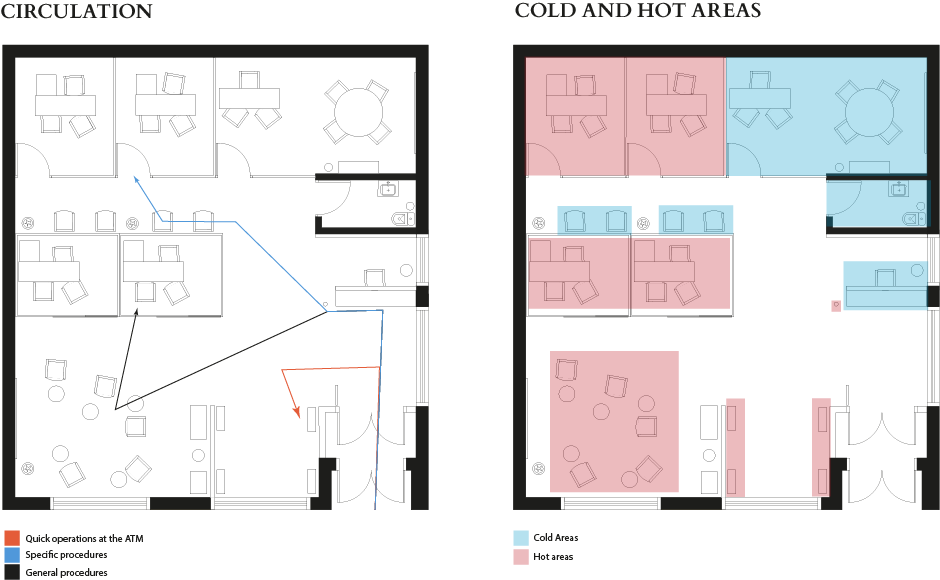 CIRCULATION
COLD AND HOT AREAS
Quick operations at the ATM
Specific procedures
General procedures
Cold Areas
Hot areas